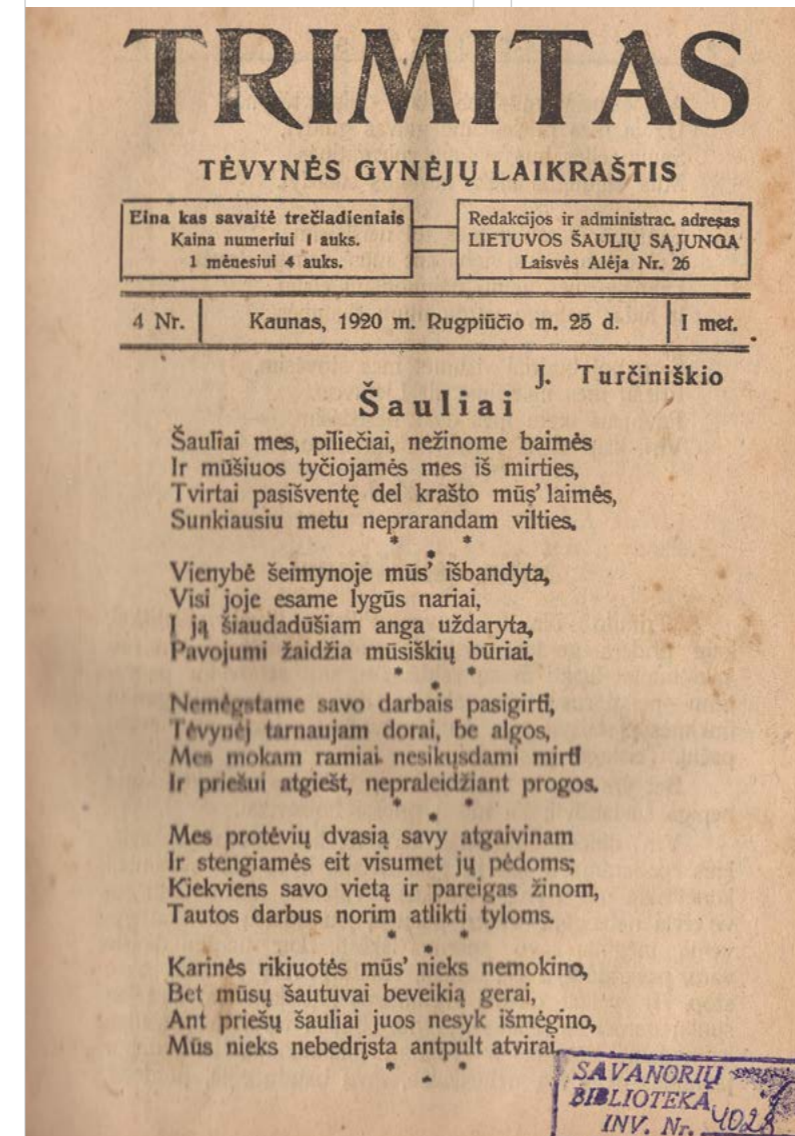 TRIMITAS
TĖVYNĖS GYNĖJŲ LAIKRAŠTIS
Eina kas savaitė trečiadieniais
Kaina numeriui 1 auks.
1 mėnesiui 4 auks.
Redakcijos ir administrac. adresas
LIETUVOS ŠAULIŲ SĄJUNGA
Laisvės Alėja Nr. 26
4 Nr.
Kaunas, 1920 m. Rugpiūčio m. 25 d.
I met.
J. Turčiniškio
Šauliai
Šauliai mes, piliečiai, nežinome baimės
Ir mūšiuos tyčiojamės mes iš mirties,
Tvirtai pasišventę del krašto mūs' laimės,
Sunkiausiu metu neprarandam vilties.
* * *
Vienybė šeimynoje mūs' išbandyta,
Visi joje esame lygūs nariai,
Į ją šiaudadūšiam anga uždaryta,
Pavojumi žaidžia mūsiškių būriai.
* * *
Nemėgstame savo darbais pasigirti,
Tėvynėj tarnaujam dorai, be algos,
Mes mokam ramiai nesikųsdami mirti
Ir priešui atgiešt, nepraleidžiant progos.
* * *
Mes protėvių dvasią savy atgaivinam
Ir stengiamės eit visumet jų pėdoms;
Kiekviens savo vietą ir pareigas žinom,
Tautos darbus norim atlikti tyloms.
* * *
Karinės rikiuotės mūs' nieks nemokino,
Bet mūsų šautuvai beveikią gerai,
Ant priešų šauliai juos nesyk išmėgino,
Mūs nieks nebedrįsta antpult atvirai.
* * *
SAVANORIŲ
BIBLIOTEKA
INV. Nr. 4028